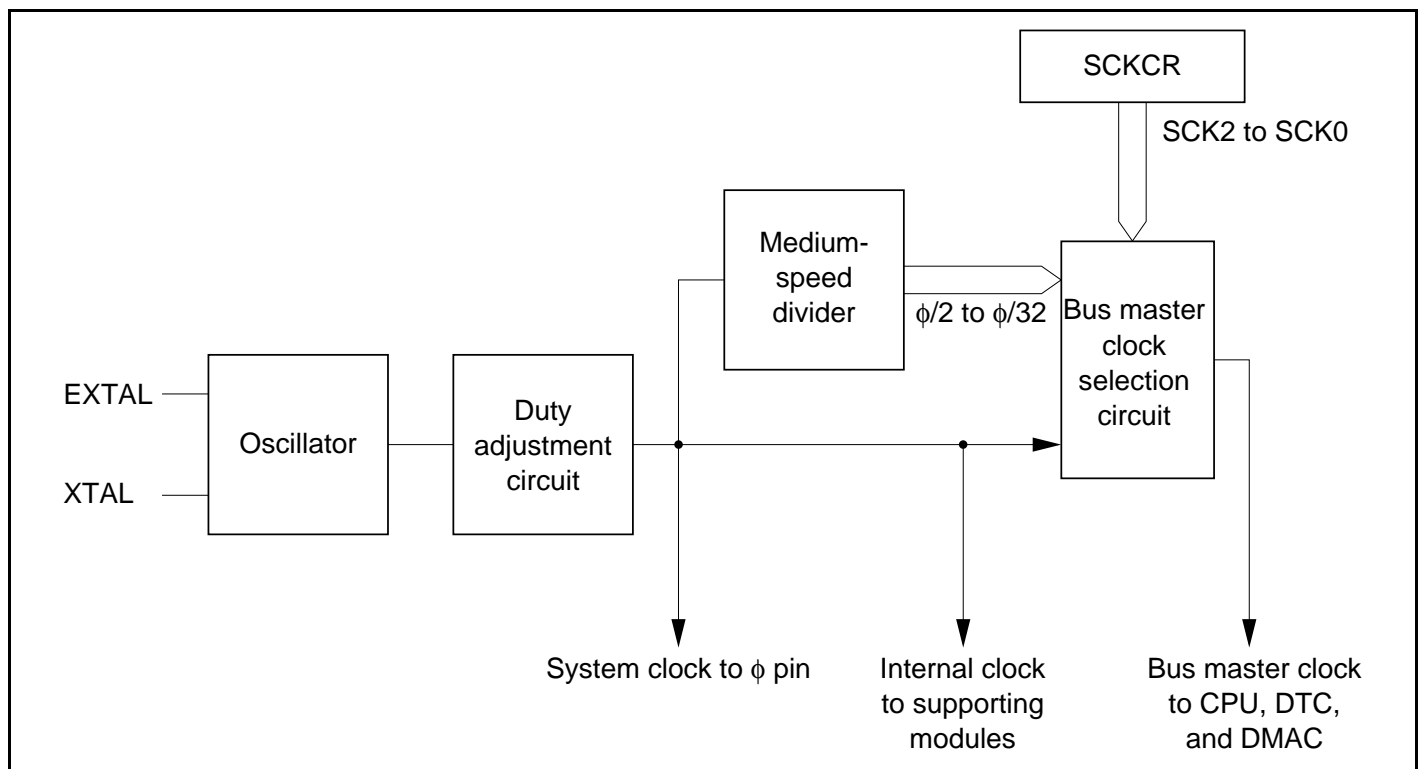 SCKCR
SCK2 to SCK0
Medium-
speed
divider
ϕ/2 to ϕ/32
Bus master
clock
selection
circuit
EXTAL
XTAL
Oscillator
Duty
adjustment
circuit
System clock to ϕ pin
Internal clock
to supporting
modules
Bus master clock
to CPU, DTC,
and DMAC